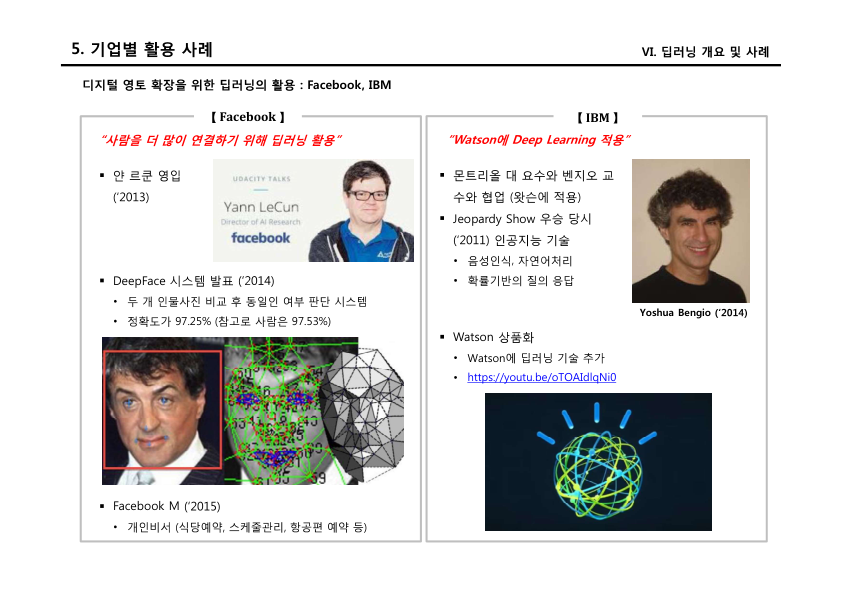 5. 기업별 활용 사례
VI. 딥러닝 개요 및 사례
디지털 영토 확장을 위한 딥러닝의 활용 : Facebook, IBM
【 Facebook 】
“사람을 더 많이 연결하기 위해 딥러닝 활용”
▪ 얀 르쿤 영입
(‘2013)
UDACITY TALKS
Yann LeCun
Director of AI Research
facebook
▪ DeepFace 시스템 발표 (‘2014)
• 두 개 인물사진 비교 후 동일인 여부 판단 시스템
• 정확도가 97.25% (참고로 사람은 97.53%)
▪ Facebook M (‘2015)
• 개인비서 (식당예약, 스케줄관리, 항공편 예약 등)
【 IBM 】
“Watson에 Deep Learning 적용”
▪ 몬트리올 대 요수와 벤지오 교
수와 협업 (왓슨에 적용)
▪ Jeopardy Show 우승 당시
(‘2011) 인공지능 기술
• 음성인식, 자연어처리
• 확률기반의 질의 응답
Yoshua Bengio (‘2014)
▪ Watson 상품화
• Watson에 딥러닝 기술 추가
• https://youtu.be/oTOAIdlqNi0